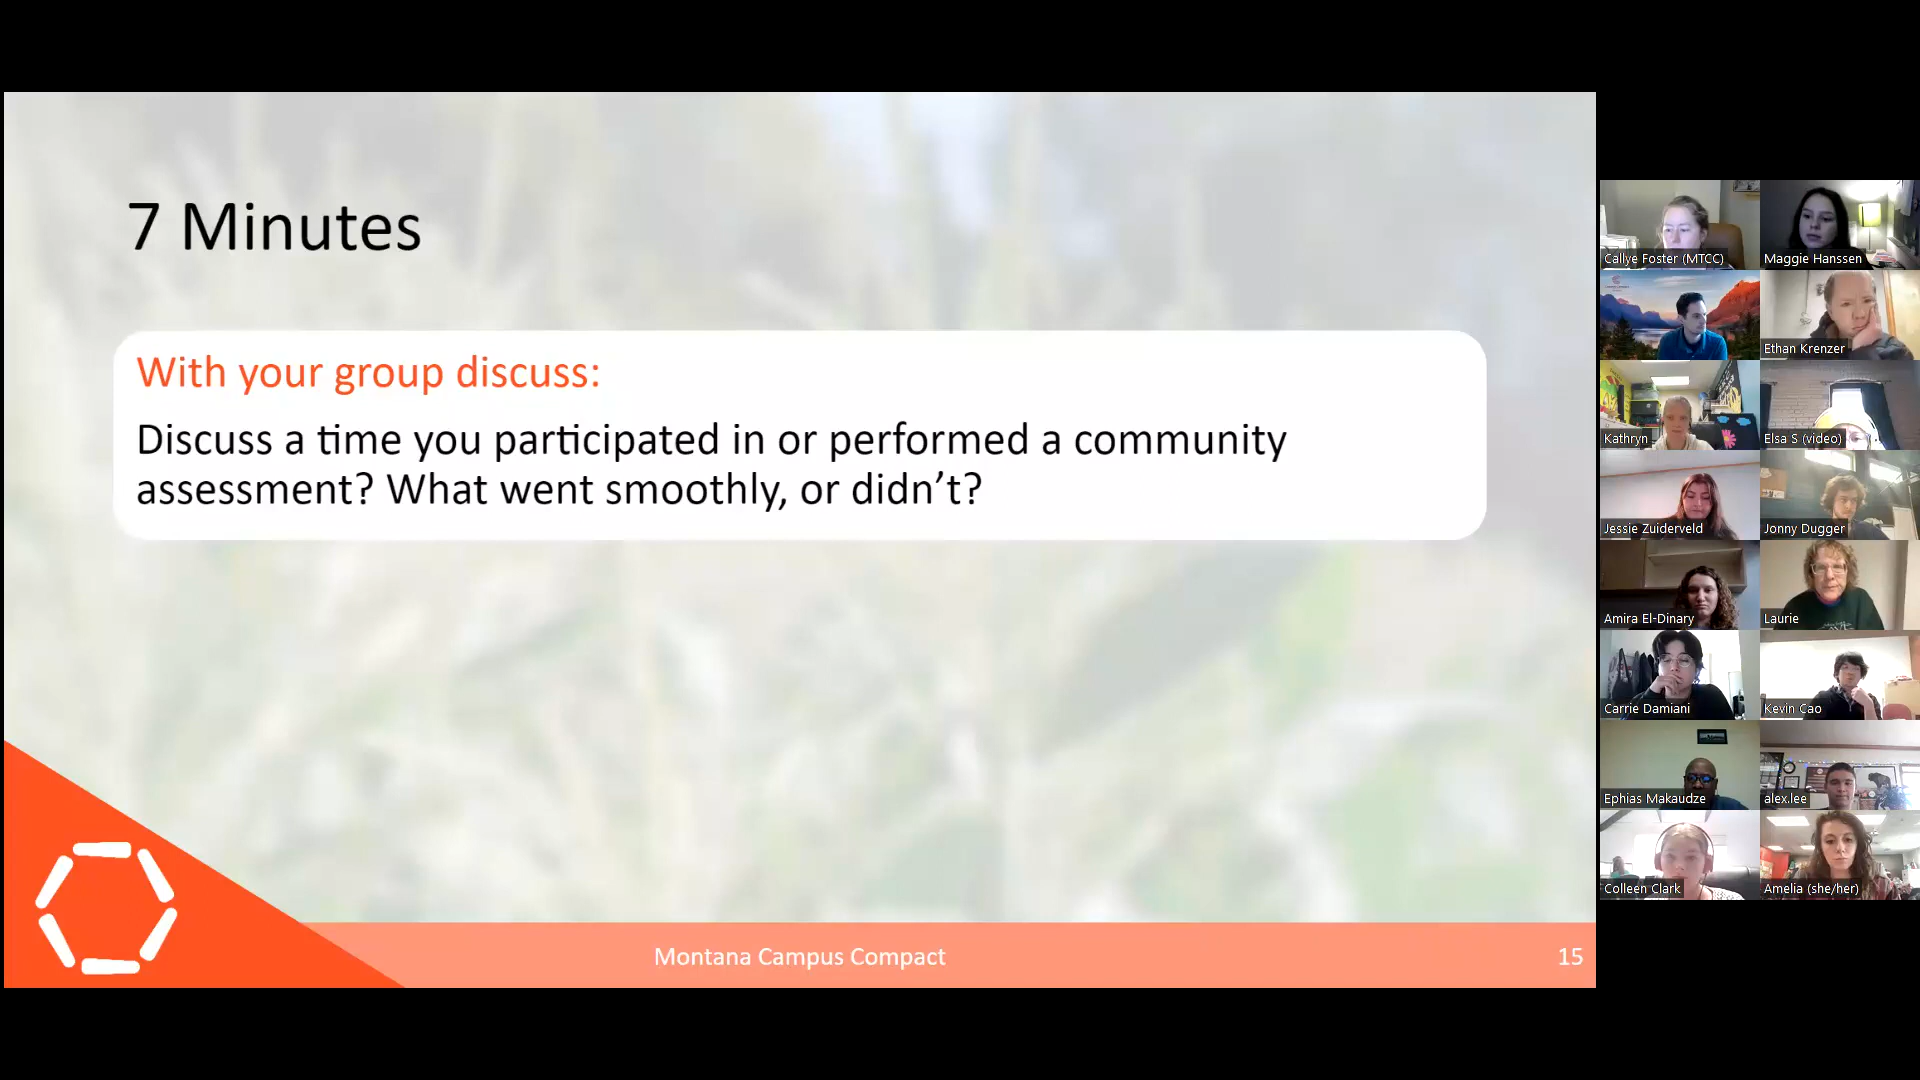 7 Minutes
With your group discuss:
Discuss a time you participated in or performed a community
assessment? What went smoothly, or didn't?
Montana Campus Compact
15
Callye Foster (MTCC)
Maggie Hanssen
Ethan Krenzer
Kathryn
Elsa S (video)
Jessie Zuiderveld
Jonny Dugger
Amira El-Dinary
Laurie
Carrie Damiani
Kevin Cao
Ephias Makaudze
alex.lee
Colleen Clark
Amelia (she/her)